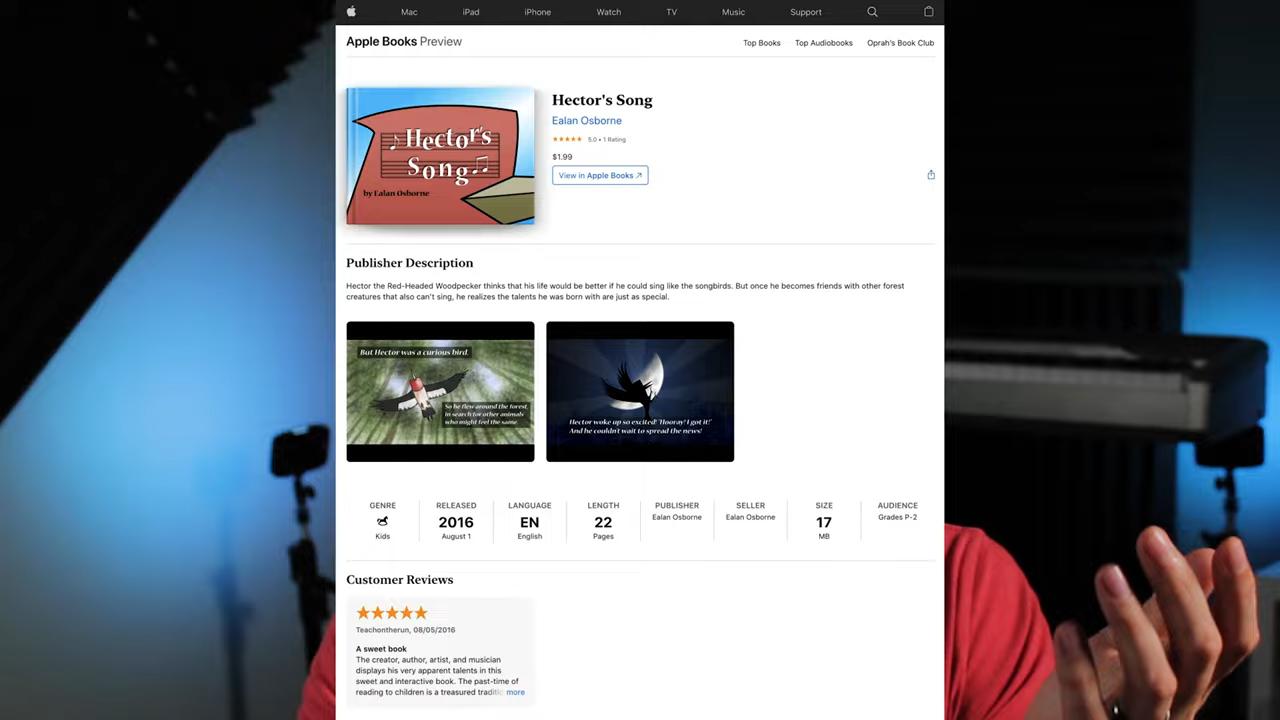 Mac iPad iPhone Watch TV Music Support
Apple Books Preview
Top Books Top Audiobooks Oprah's Book Club
Hector's
Song
by Ealan Osborne
Hector's Song
Ealan Osborne
5.0 • 1 Rating
$1.99
View in Apple Books ↗
Publisher Description
Hector the Red-Headed Woodpecker thinks that his life would be better if he could sing like the songbirds. But once he becomes friends with other forest
creatures that also can't sing, he realizes the talents he was born with are just as special.
But Hector was a curious bird.
So he flew around the forest,
in search for other animals
who might feel the same.
Hector woke up so excited! "Hooray! I got it!"
And he couldn't wait to spread the news!
GENRE RELEASED LANGUAGE LENGTH PUBLISHER SELLER SIZE AUDIENCE
Ealan Osborne Ealan Osborne Grades P-2
2016 EN 22 17
Kids August 1 English Pages MB
Customer Reviews
Teachontherun, 08/05/2016
A sweet book
The creator, author, artist, and musician
displays his very apparent talents in this
sweet and interactive book. The past-time of
reading to children is a treasured traditic more